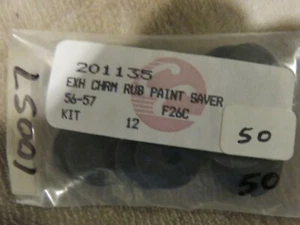 201135
EXH CHRM RUB PAINT SAVER
56-57 F26C
KIT 12
50
50
10057